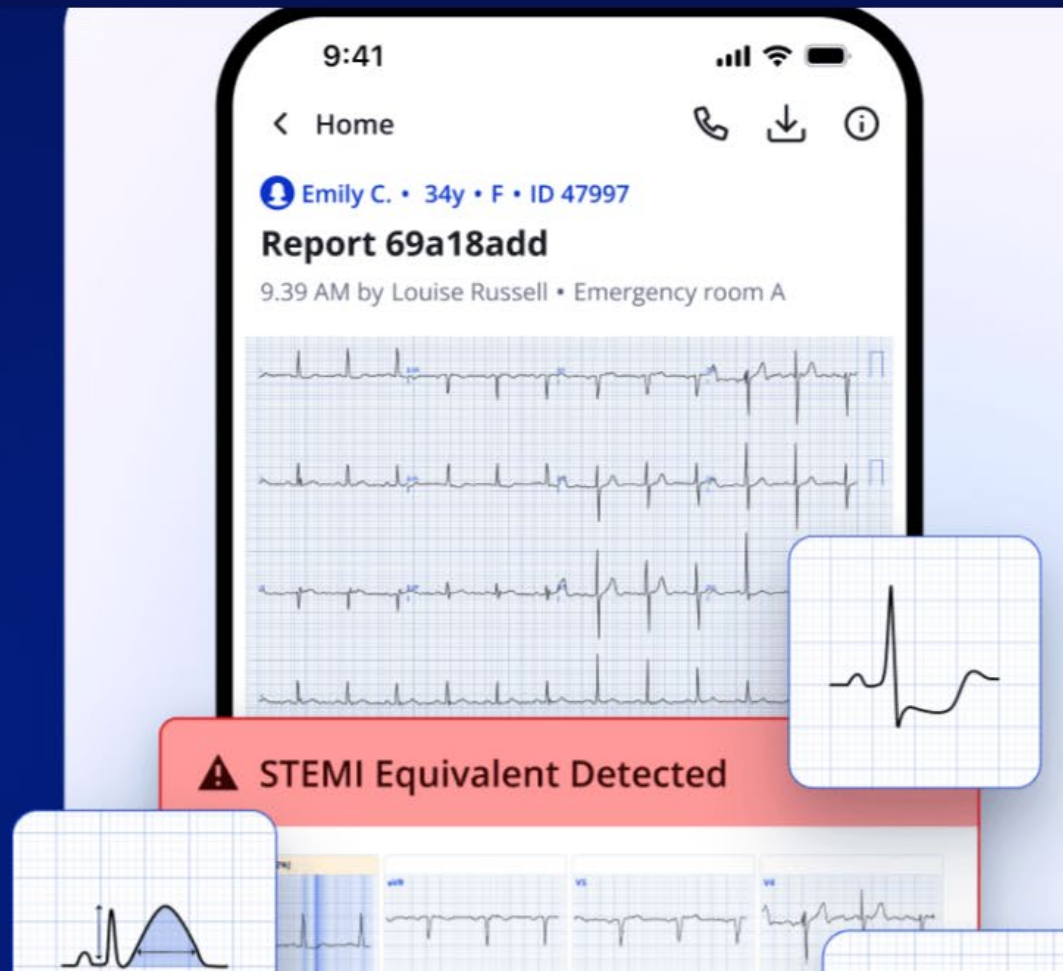 9:41
Home
Emily C. • 34y • F • ID 47997
Report 69a18add
9.39 AM by Louise Russell • Emergency room A
STEMI Equivalent Detected
aVR
V1
V4